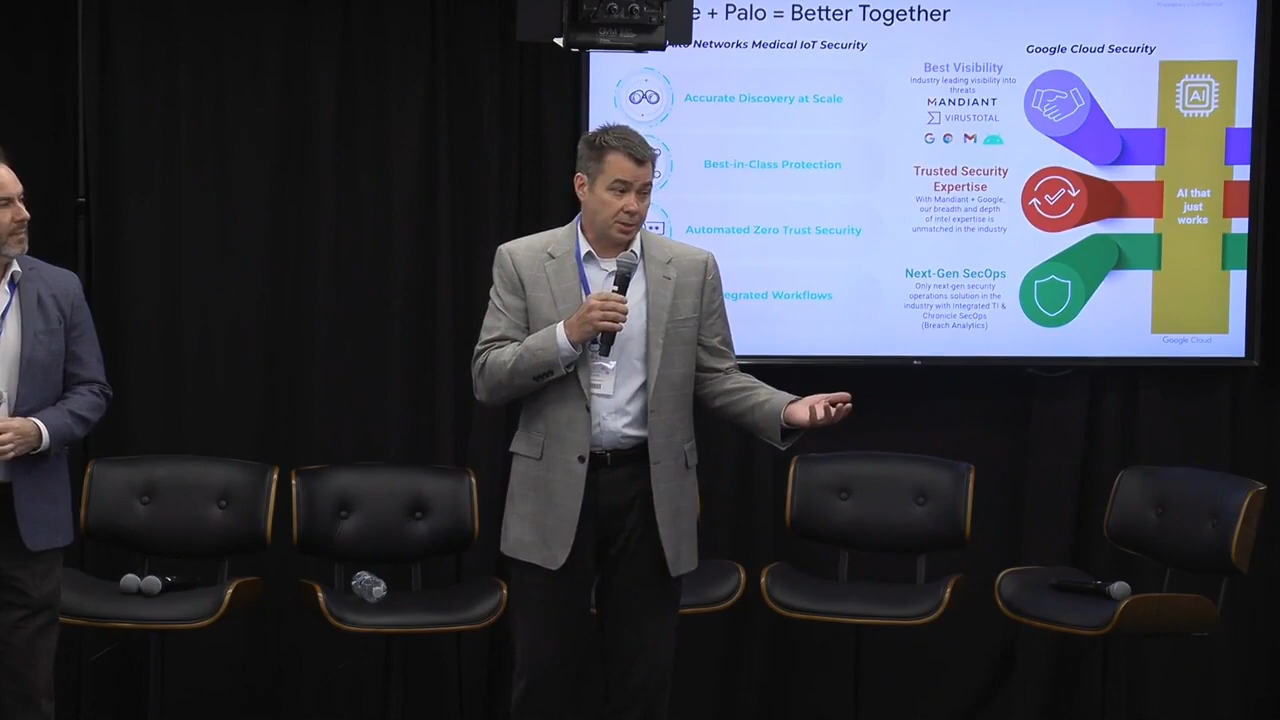 e + Palo = Better Together
Networks Medical IoT Security
Accurate Discovery at Scale
Best-in-Class Protection
Automated Zero Trust Security
egrated Workflows
Google Cloud Security
Best Visibility
Industry leading visibility into
threats
MANDIANT
VIRUSTOTAL
Trusted Security
Expertise
With Mandiant + Google,
our breadth and depth
of intel expertise is
unmatched in the industry
Next-Gen SecOps
Only next-gen security
operations solution in the
industry with Integrated TI &
Chronicle SecOps
(Breach Analytics)
AI
AI that
just
works
Google Cloud
LG